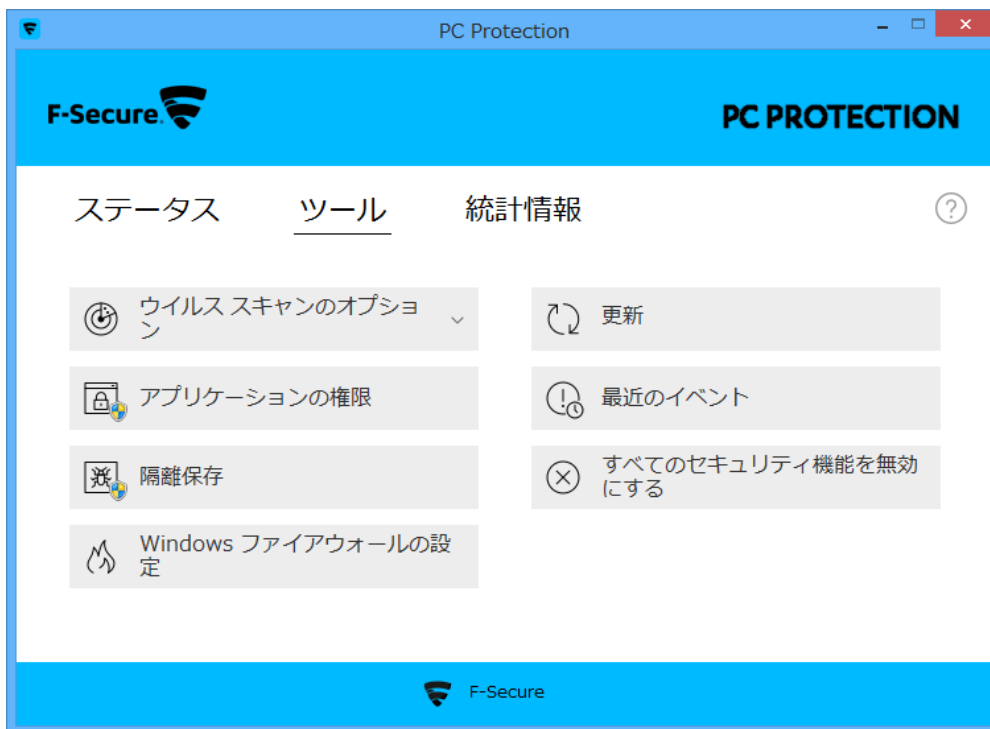 PC Protection
F-Secure.
PC PROTECTION
ステータス ツール 統計情報 ?
ウイルス スキャンのオプショ
ン
更新
アプリケーションの権限
最近のイベント
隔離保存
すべてのセキュリティ機能を無効
にする
Windows ファイアウォールの設
定
F-Secure